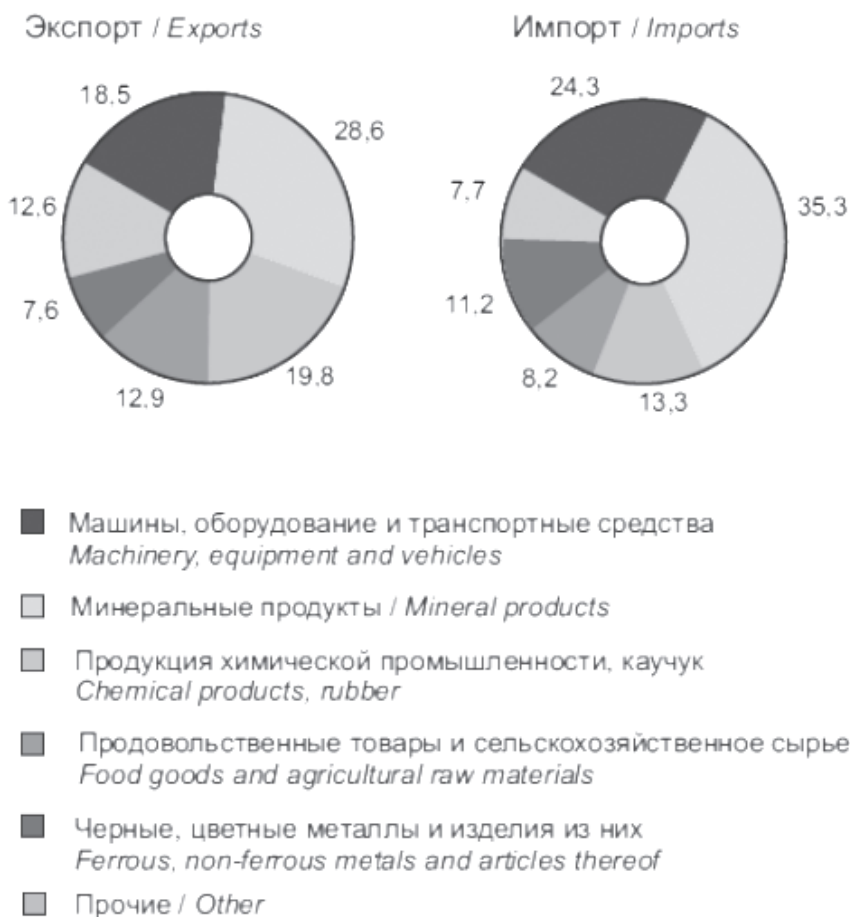 Экспорт / Exports
Импорт / Imports
18,5
28,6
12,6
7,6
12,9
19,8
24,3
7,7
35,3
11,2
8,2
13,3
Машины, оборудование и транспортные средства
Machinery, equipment and vehicles
Минеральные продукты / Mineral products
Продукция химической промышленности, каучук
Chemical products, rubber
Продовольственные товары и сельскохозяйственное сырье
Food goods and agricultural raw materials
Черные, цветные металлы и изделия из них
Ferrous, non-ferrous metals and articles thereof
Прочие / Other